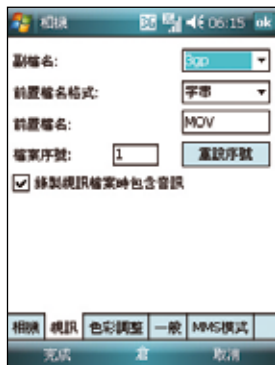 相機 06:15 ok
副檔名: 3gp
前置檔名格式: 字串
前置檔名: MOV
檔案序號: 1 重設序號
錄製視訊檔案時包含音訊
相機 視訊 色彩調整 一般 MMS模式
完成 取消